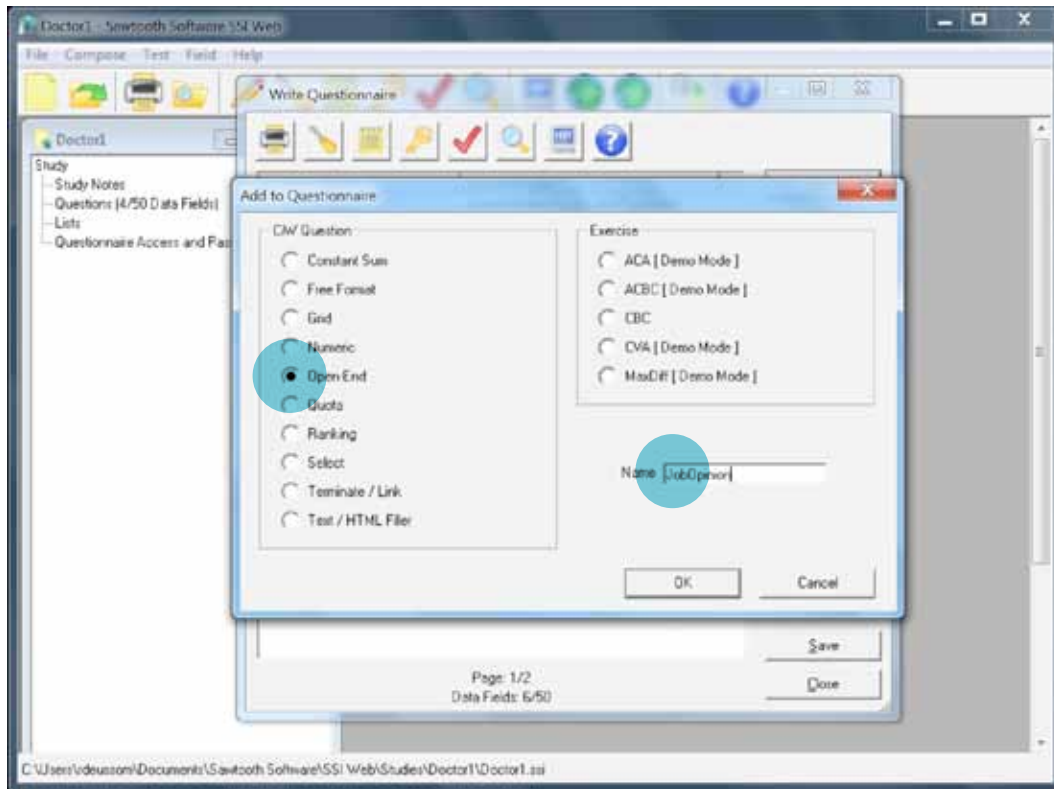 Doctor1 - Sawtooth Software SSI Web
File Compose Test Field Help
Write Questionnaire
Doctor1
Study
Study Notes
Questions (4/50 Data Fields)
Lists
Questionnaire Access and Pas
Add to Questionnaire
CiW Question
Constant Sum
Free Format
Grid
Numeric
Open End
Quota
Ranking
Select
Terminate / Link
Text / HTML Filler
Exercise
ACA [ Demo Mode ]
ACBC [ Demo Mode ]
CBC
CVA [ Demo Mode ]
MaxDiff [ Demo Mode ]
Name JobOpinion
OK Cancel
Save
Page: 1/2
Close
Data Fields: 6/50
C:\Users\vdeussom\Documents\Sawtooth Software\SSI Web\Studies\Doctor1\Doctor1.ssi